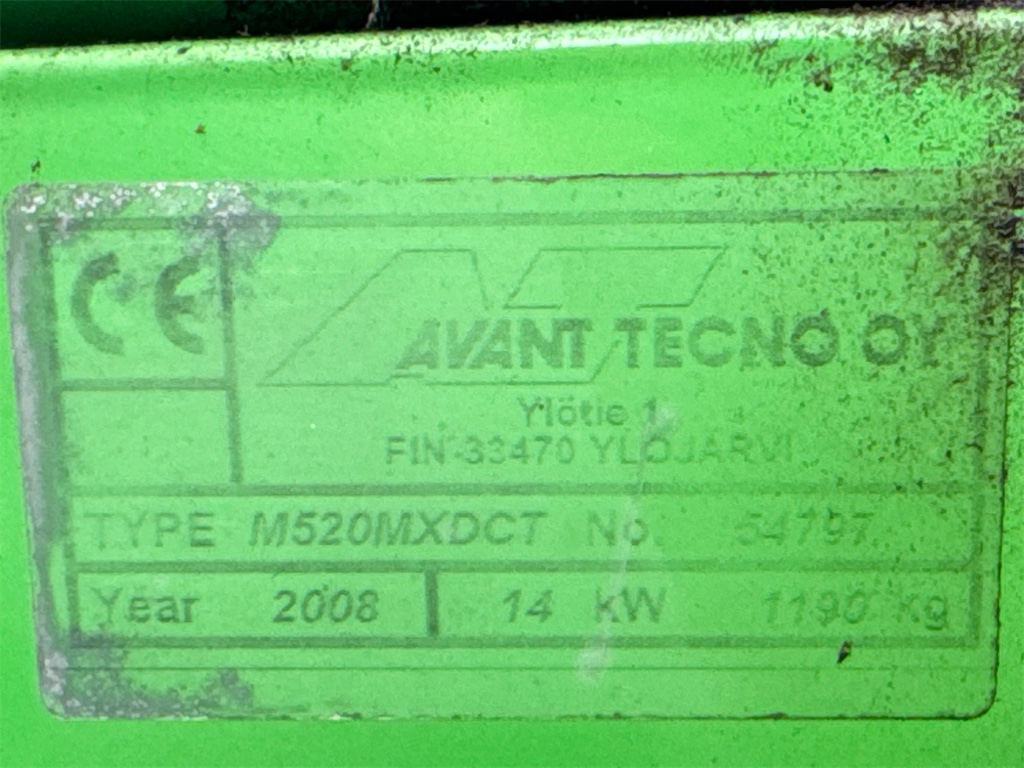 CE
AVANT TECNO OY
Ylötie 1
FIN-33470 YLÖJÄRVI
TYPE M520MXDCT No. 54797
Year 2008 14 kW 1190 kg